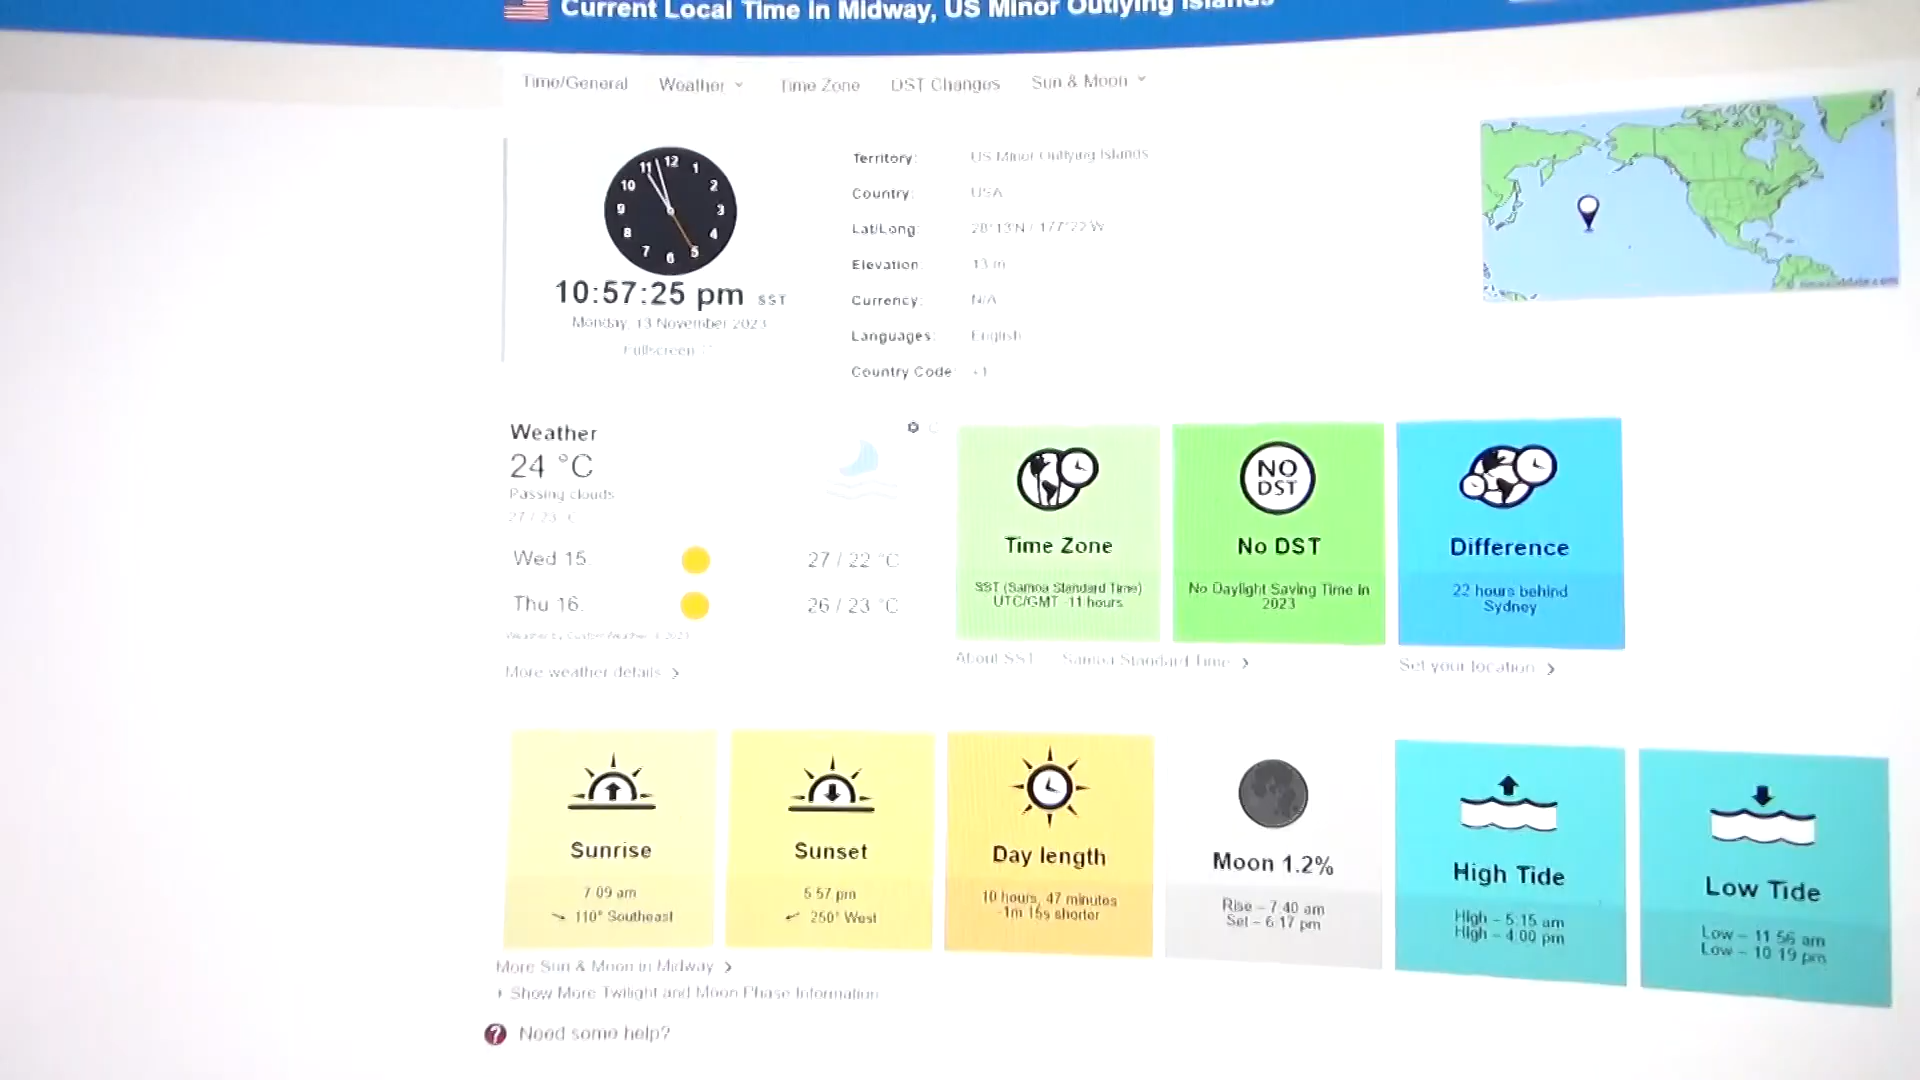 Current Local Time in Midway, US Minor Outlying Islands
Time/General Weather Time Zone DST Changes Sun & Moon
12
1
2
3
4
5
6
7
8
9
10
11
10:57:25 pm SST
Monday, 13 November 2023
Fullscreen
Territory: US Minor Outlying Islands
Country: USA
Lat/Long: 28°13'N / 177°22'W
Elevation: 13 m
Currency: N/A
Languages: English
Country Code: +1
Weather
24 °C
Passing clouds
27 / 23 °C
Wed 15. 27 / 22 °C
Thu 16. 26 / 23 °C
More weather details >
Time Zone
SST (Samoa Standard Time)
UTC/GMT -11 hours
NO
DST
No DST
No Daylight Saving Time in
2023
Difference
22 hours behind
Sydney
About SST — Samoa Standard Time >
Set your location >
Sunrise
7:09 am
110° Southeast
Sunset
5:57 pm
250° West
Day length
10 hours, 47 minutes
-1m 15s shorter
Moon 1.2%
Rise – 7:40 am
Set – 6:17 pm
High Tide
High – 5:15 am
High – 4:00 pm
Low Tide
Low – 11:56 am
Low – 10:19 pm
More Sun & Moon in Midway >
Show More Twilight and Moon Phase Information
? Need some help?